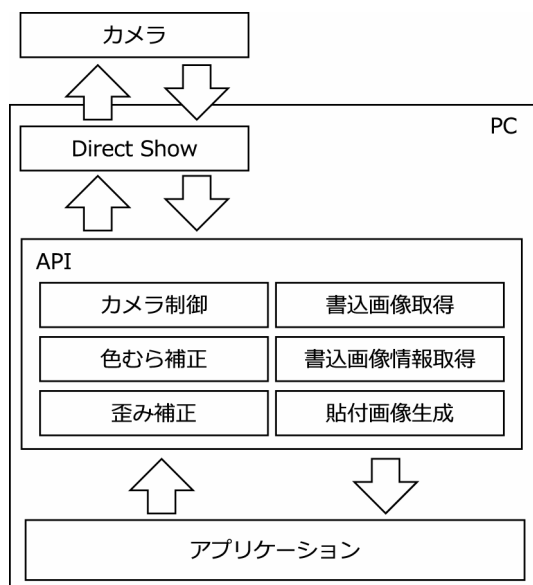 カメラ
PC
Direct Show
API
カメラ制御
書込画像取得
色むら補正
書込画像情報取得
歪み補正
貼付画像生成
アプリケーション